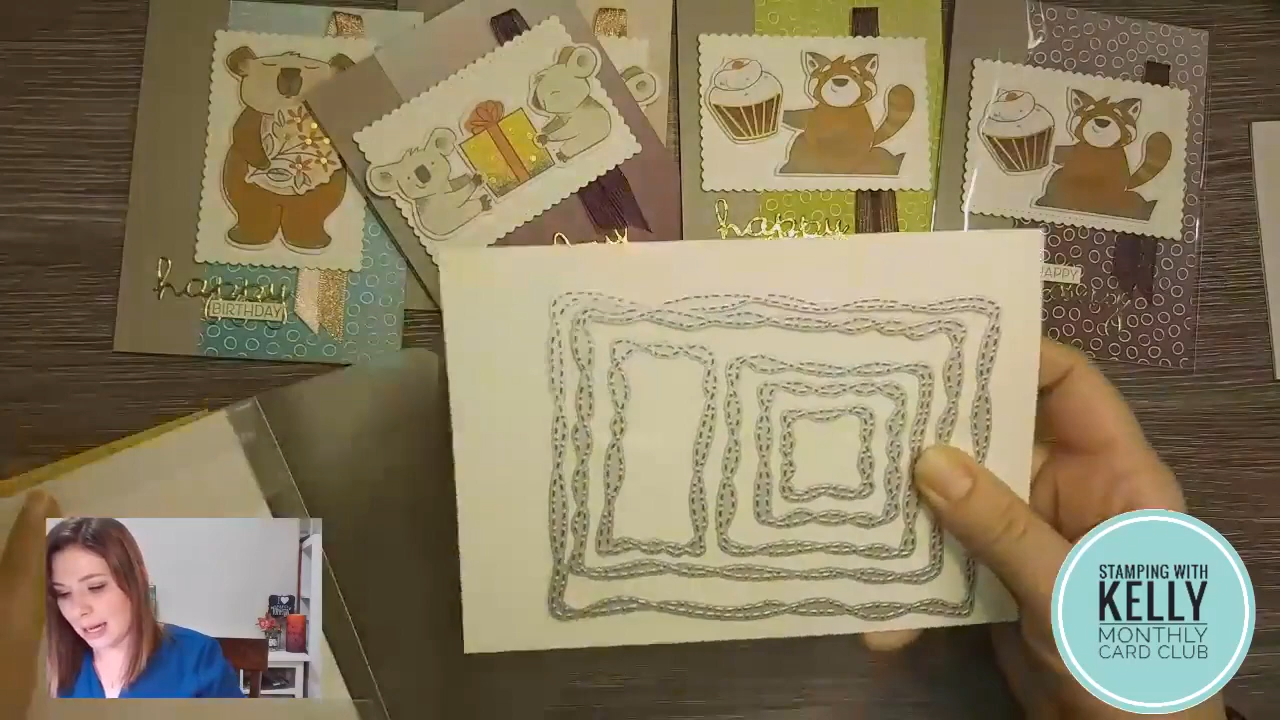 happy
BIRTHDAY
happy
HAPPY
STAMPING WITH
KELLY
MONTHLY
CARD CLUB